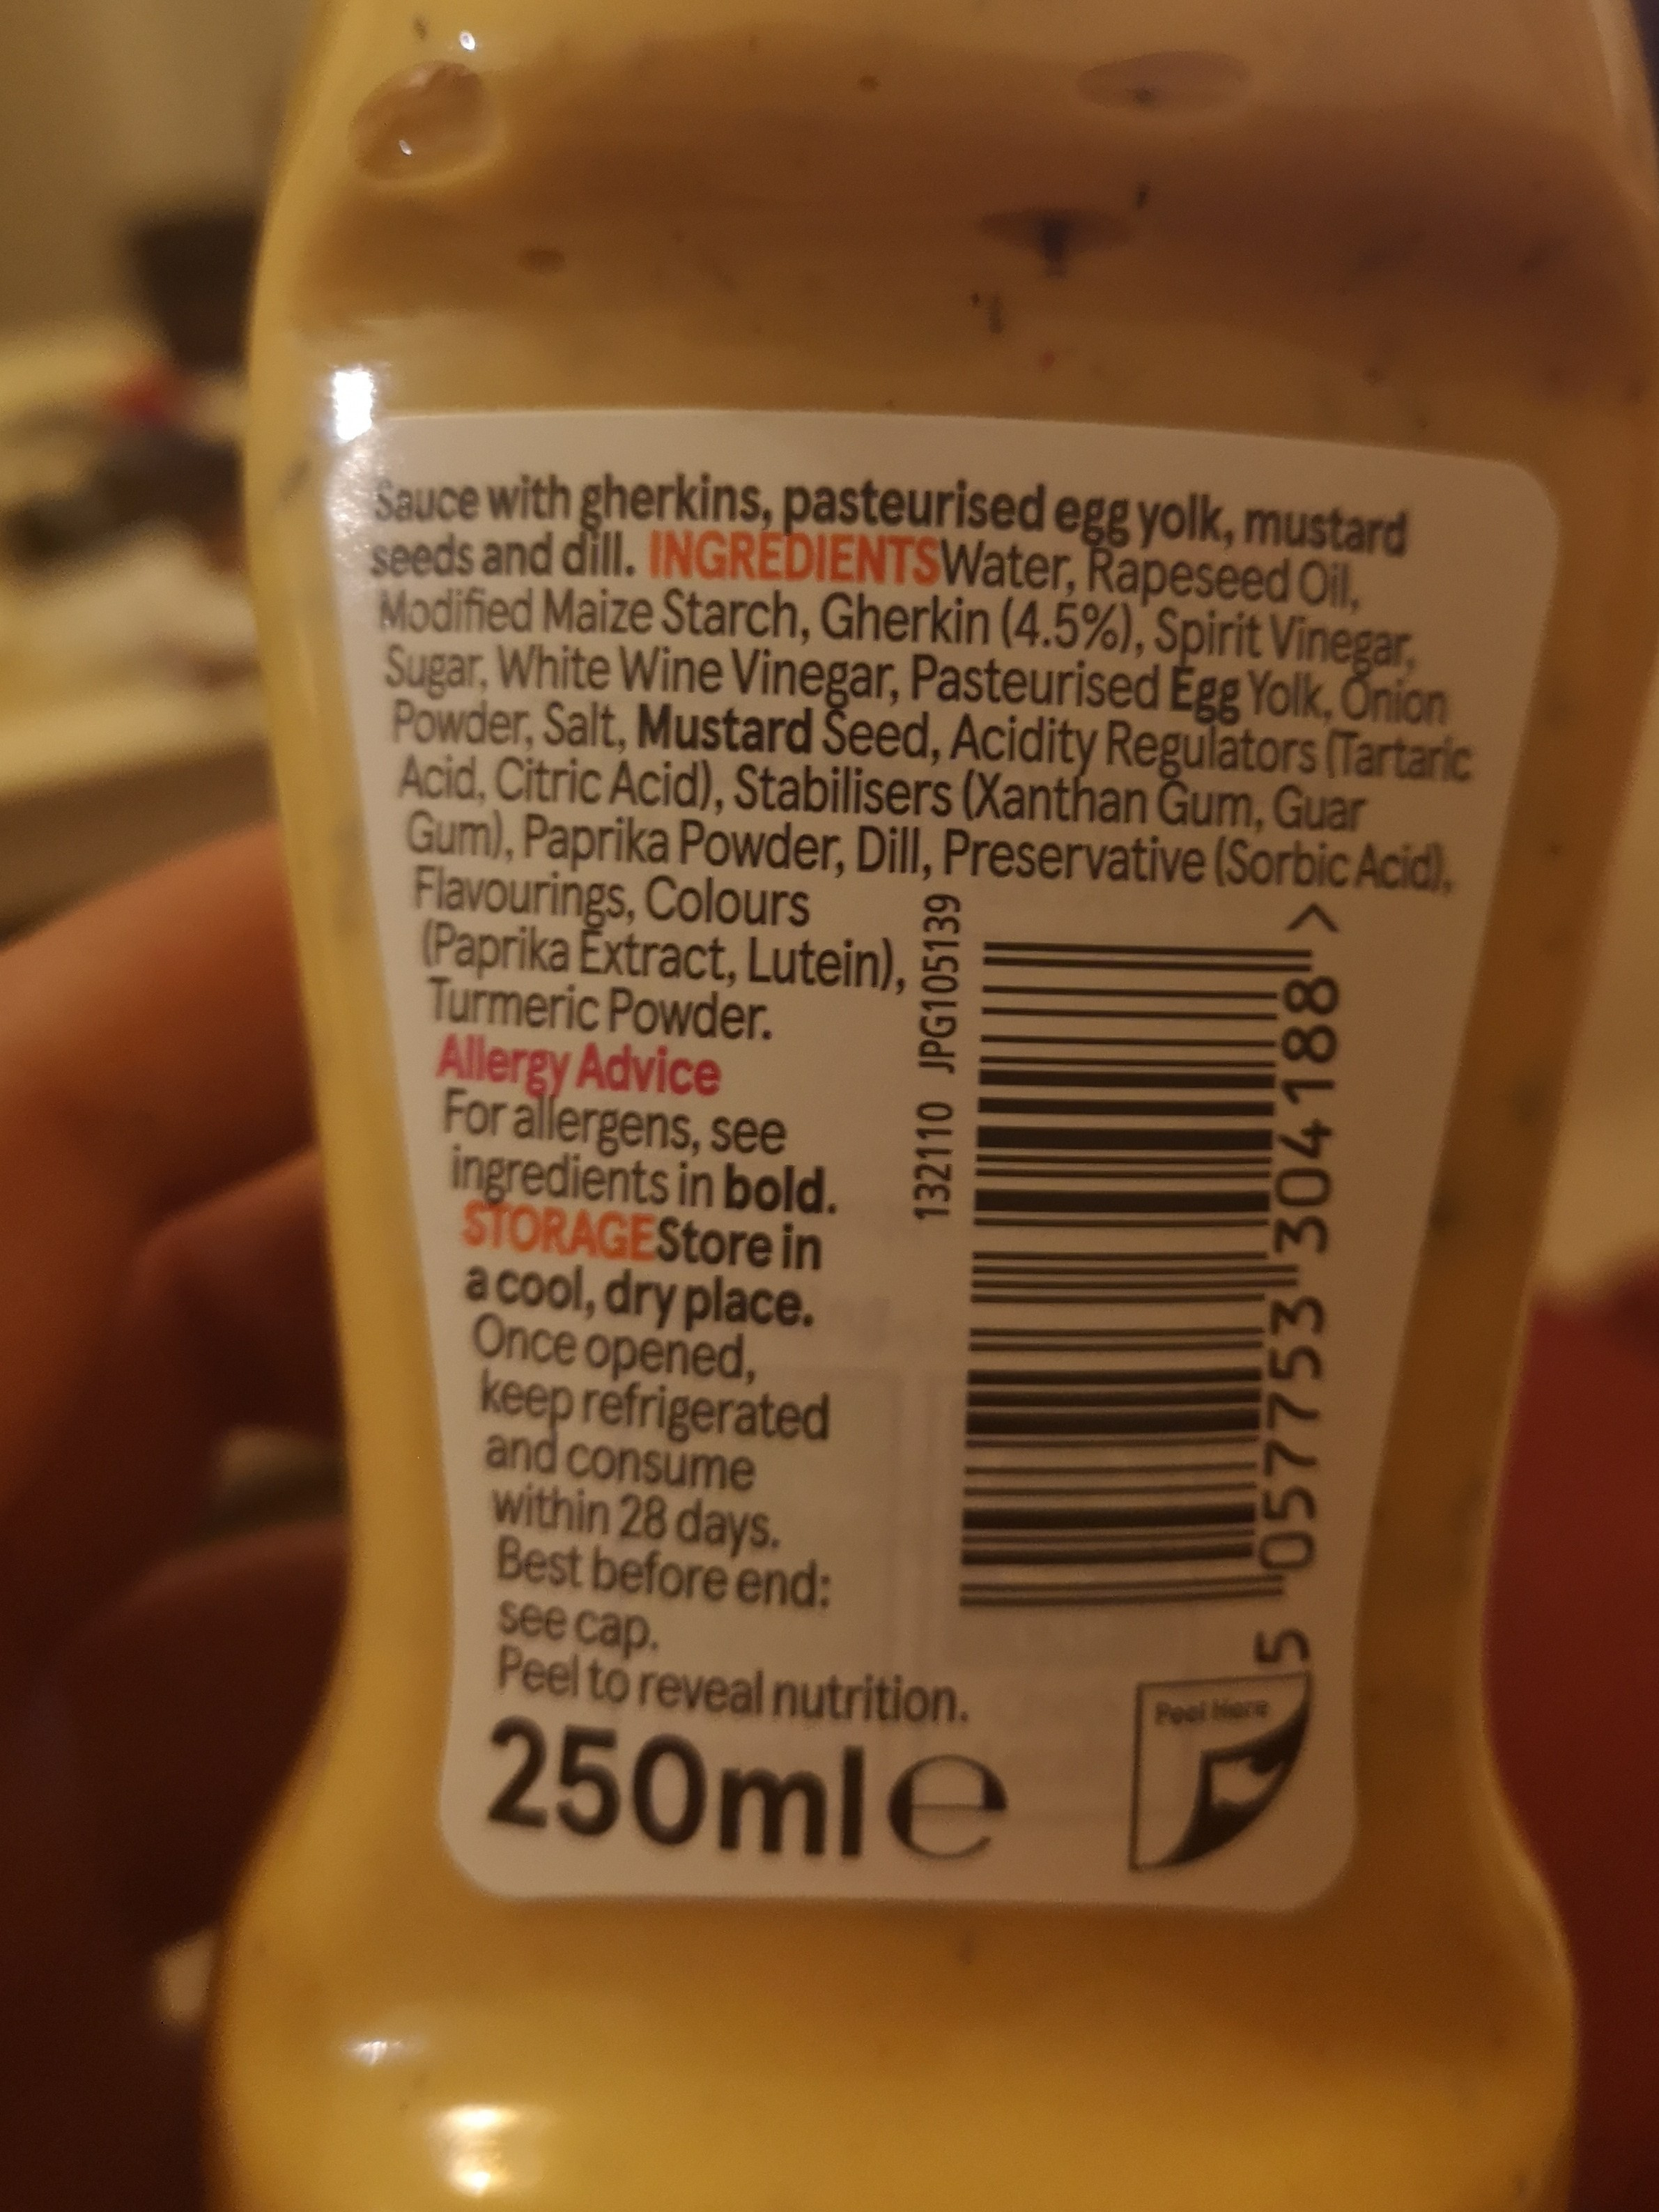 Sauce with gherkins, pasteurised egg yolk, mustard
seeds and dill. INGREDIENTS Water, Rapeseed Oil,
Modified Maize Starch, Gherkin (4.5%), Spirit Vinegar,
Sugar, White Wine Vinegar, Pasteurised Egg Yolk, Onion
Powder, Salt, Mustard Seed, Acidity Regulators (Tartaric
Acid, Citric Acid), Stabilisers (Xanthan Gum, Guar
Gum), Paprika Powder, Dill, Preservative (Sorbic Acid),
Flavourings, Colours
(Paprika Extract, Lutein),
Turmeric Powder.
Allergy Advice
For allergens, see
ingredients in bold.
STORAGE Store in
a cool, dry place.
Once opened,
keep refrigerated
and consume
within 28 days.
Best before end:
see cap.
Peel to reveal nutrition.
250ml e
132110 JPG105139
5 057753 304188 >
Peel Here